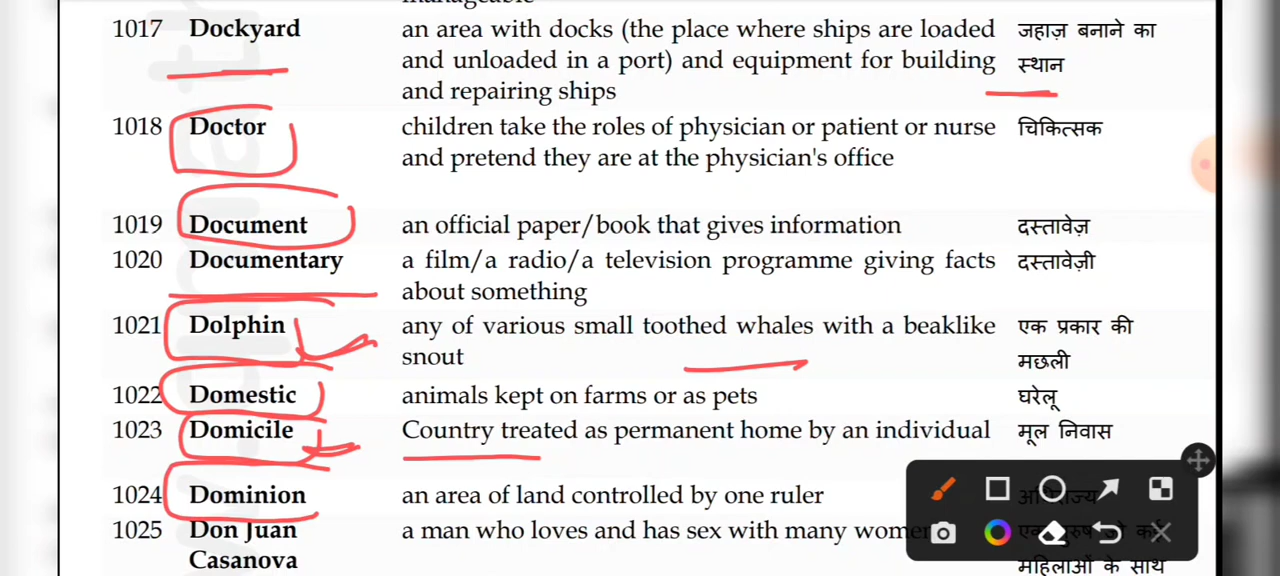 manageable
1017 Dockyard an area with docks (the place where ships are loaded जहाज़ बनाने का
and unloaded in a port) and equipment for building स्थान
and repairing ships
1018 Doctor children take the roles of physician or patient or nurse चिकित्सक
and pretend they are at the physician's office
1019 Document an official paper/book that gives information दस्तावेज़
1020 Documentary a film/a radio/a television programme giving facts दस्तावेज़ी
about something
1021 Dolphin any of various small toothed whales with a beaklike एक प्रकार की
snout मछली
1022 Domestic animals kept on farms or as pets घरेलू
1023 Domicile Country treated as permanent home by an individual मूल निवास
1024 Dominion an area of land controlled by one ruler
1025 Don Juan a man who loves and has sex with many women
Casanova महिलाओं के साथ